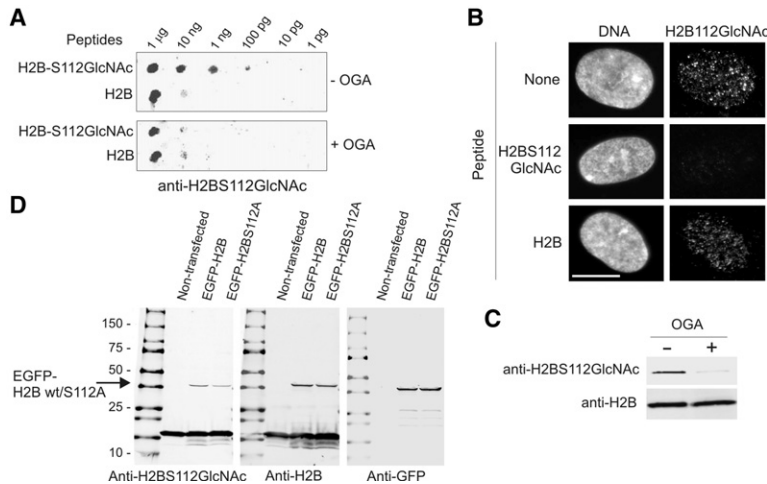 A
Peptides
1 µg
10 ng
1 ng
100 pg
10 pg
1 pg
H2B-S112GlcNAc
H2B
- OGA
H2B-S112GlcNAc
H2B
+ OGA
anti-H2BS112GlcNAc
B
DNA
H2B112GlcNAc
Peptide
None
H2BS112
GlcNAc
H2B
C
OGA
–
+
anti-H2BS112GlcNAc
anti-H2B
D
Non-transfected
EGFP-H2B
EGFP-H2BS112A
Non-transfected
EGFP-H2B
EGFP-H2BS112A
Non-transfected
EGFP-H2B
EGFP-H2BS112A
150 -
75 -
50 -
25 -
10 -
EGFP-
H2B wt/S112A
Anti-H2BS112GlcNAc
Anti-H2B
Anti-GFP